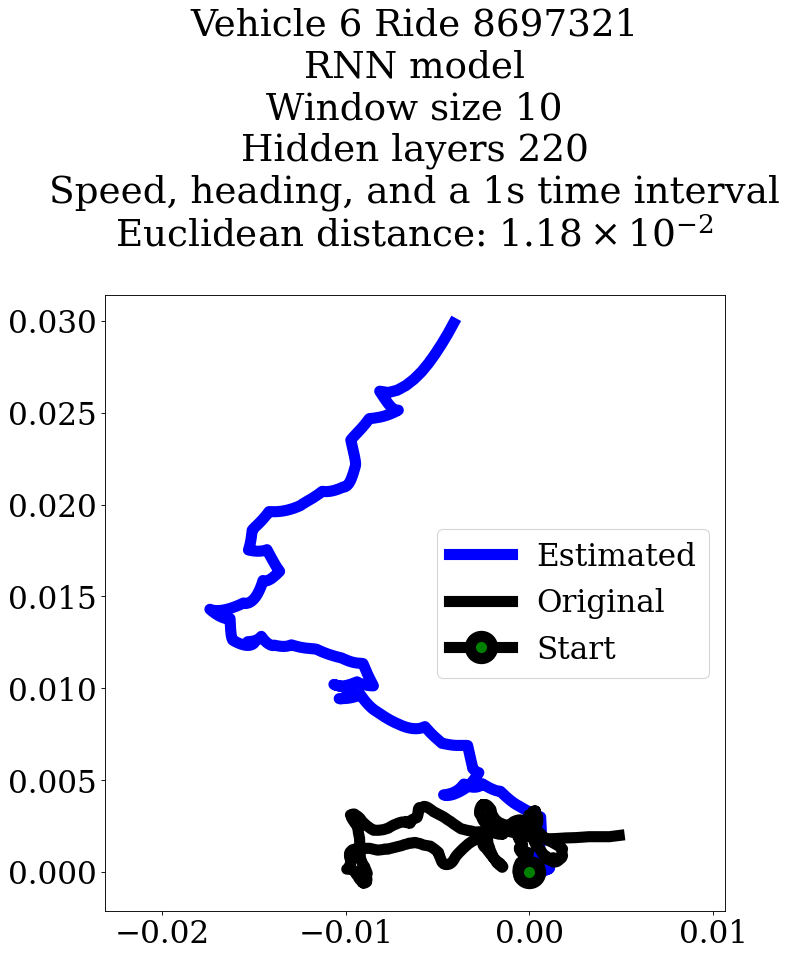 Vehicle 6 Ride 8697321
RNN model
Window size 10
Hidden layers 220
Speed, heading, and a 1s time interval
Euclidean distance: 1.18 × 10⁻²
0.030
0.025
0.020
0.015
0.010
0.005
0.000
Estimated
Original
Start
−0.02
−0.01
0.00
0.01